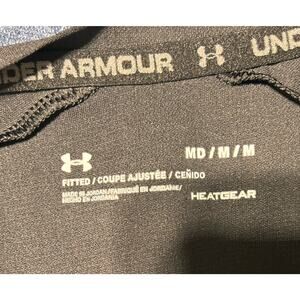 UNDER ARMOUR UND
MD / M / M
FITTED / COUPE AJUSTÉE / CEÑIDO
MADE IN JORDAN/FABRIQUÉ EN JORDANIE/
HECHO EN JORDANIA
HEATGEAR